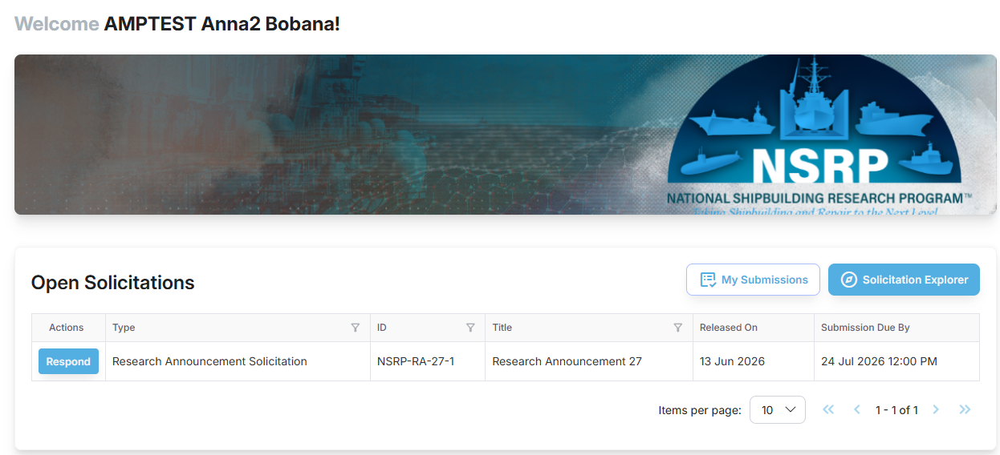 Welcome AMPTEST Anna2 Bobana!
NSRP
NATIONAL SHIPBUILDING RESEARCH PROGRAM™
Taking Shipbuilding and Repair to the Next Level
Open Solicitations
My Submissions
Solicitation Explorer
Actions Type ID Title Released On Submission Due By
Respond Research Announcement Solicitation NSRP-RA-27-1 Research Announcement 27 13 Jun 2026 24 Jul 2026 12:00 PM
Items per page: 10 1 - 1 of 1